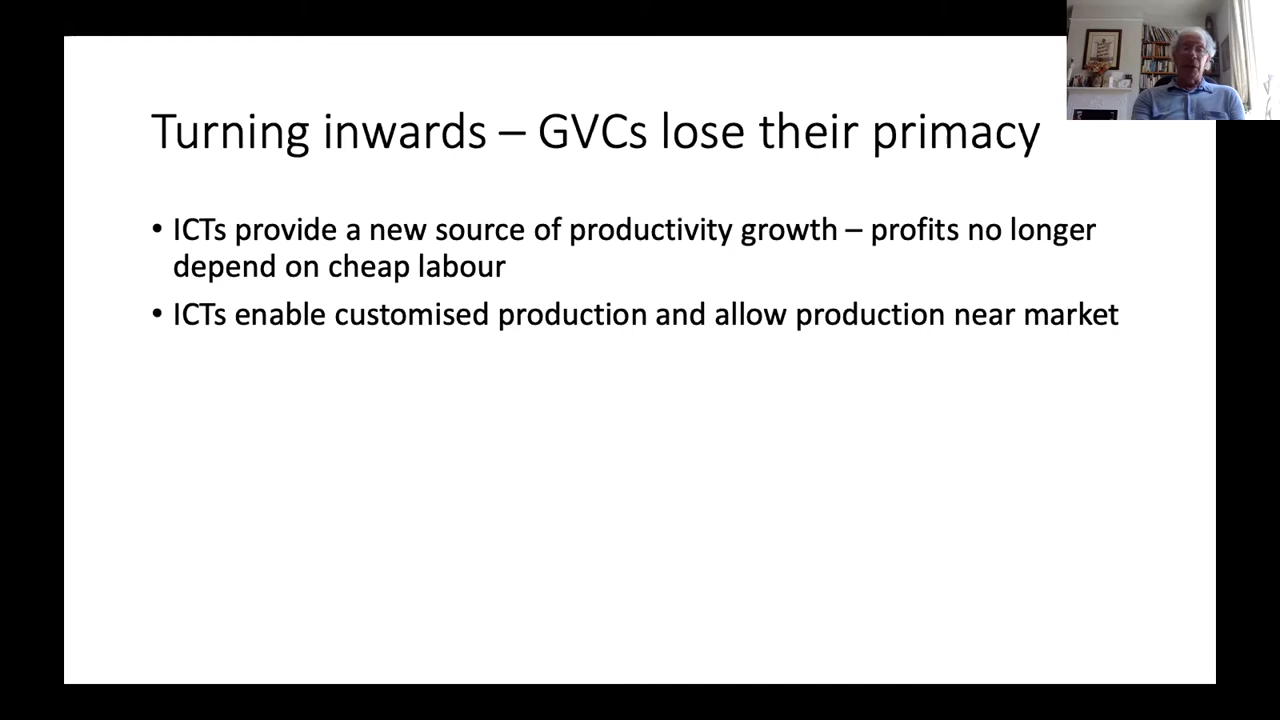 Turning inwards – GVCs lose their primacy
• ICTs provide a new source of productivity growth – profits no longer
depend on cheap labour
• ICTs enable customised production and allow production near market